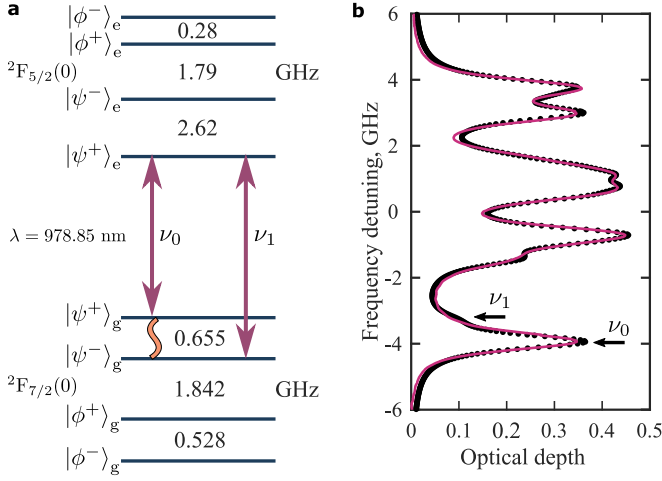 a
|ϕ⁻⟩ₑ
0.28
|ϕ⁺⟩ₑ
²F₅/₂(0)
1.79
GHz
|ψ⁻⟩ₑ
2.62
|ψ⁺⟩ₑ
λ = 978.85 nm
ν₀
ν₁
|ψ⁺⟩g
0.655
|ψ⁻⟩g
²F₇/₂(0)
1.842
GHz
|ϕ⁺⟩g
0.528
|ϕ⁻⟩g
b
6
4
2
0
-2
-4
-6
Frequency detuning, GHz
ν₁
ν₀
0
0.1
0.2
0.3
0.4
0.5
Optical depth